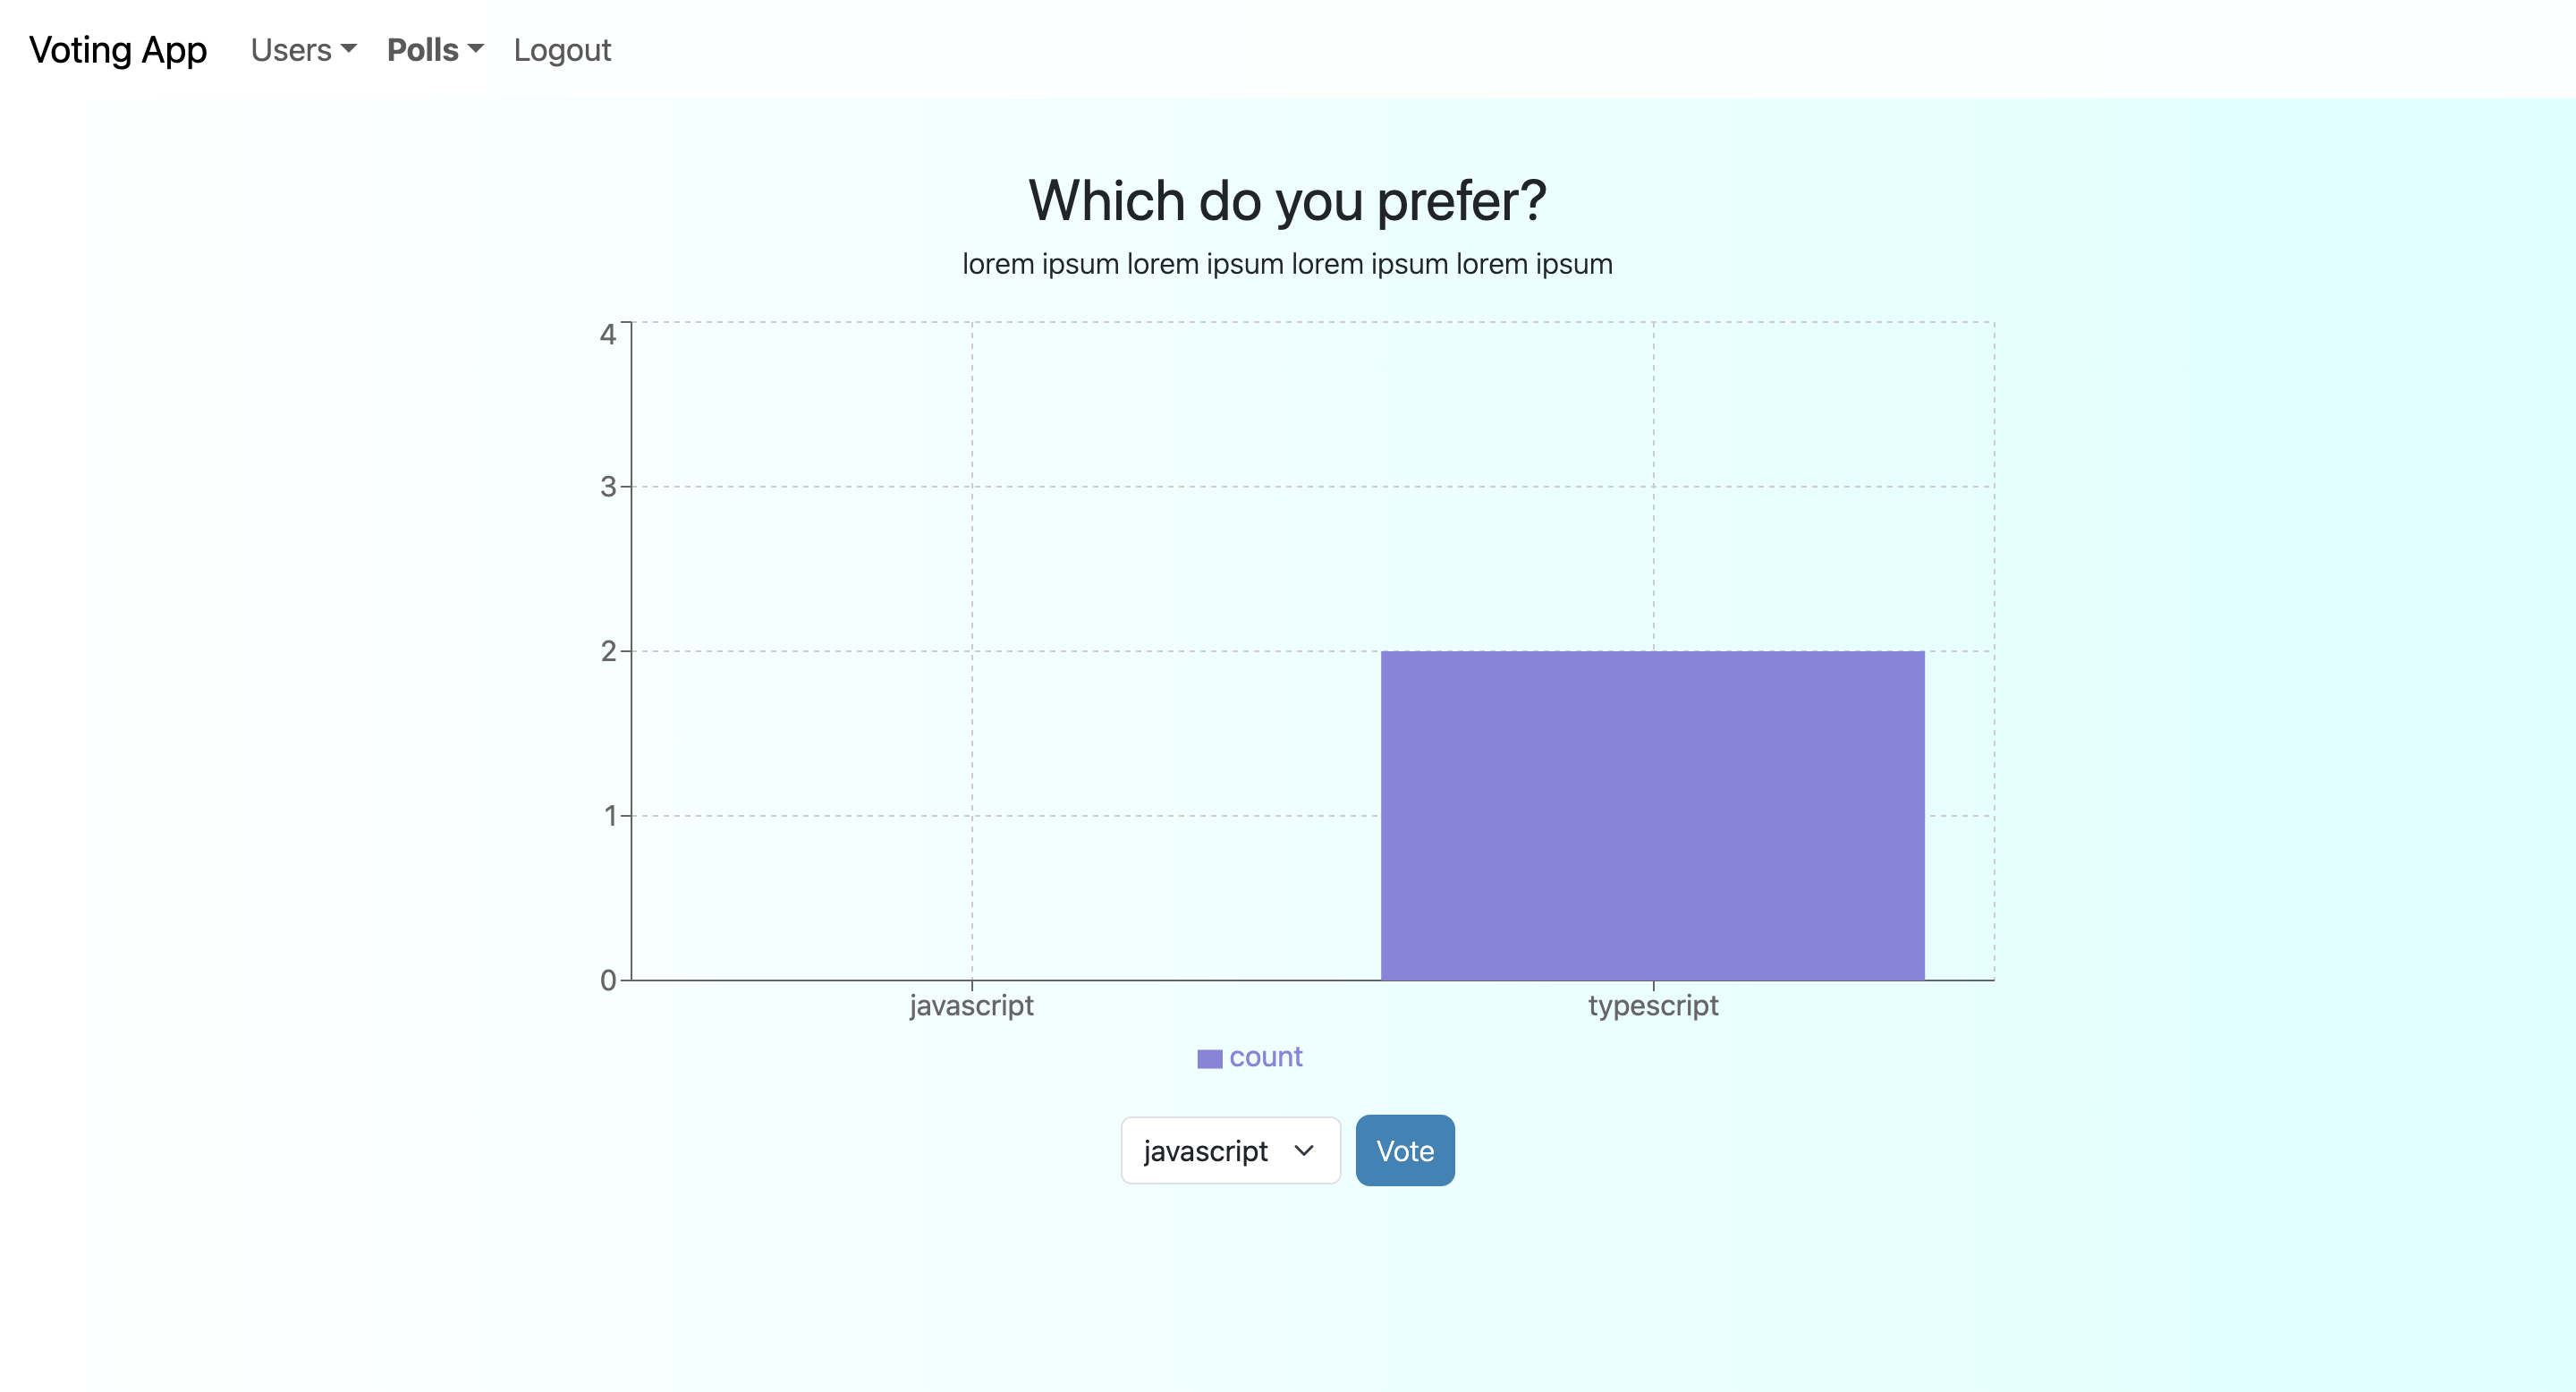 Voting App Users Polls Logout
Which do you prefer?
lorem ipsum lorem ipsum lorem ipsum lorem ipsum
4
3
2
1
0
javascript typescript
count
javascript Vote